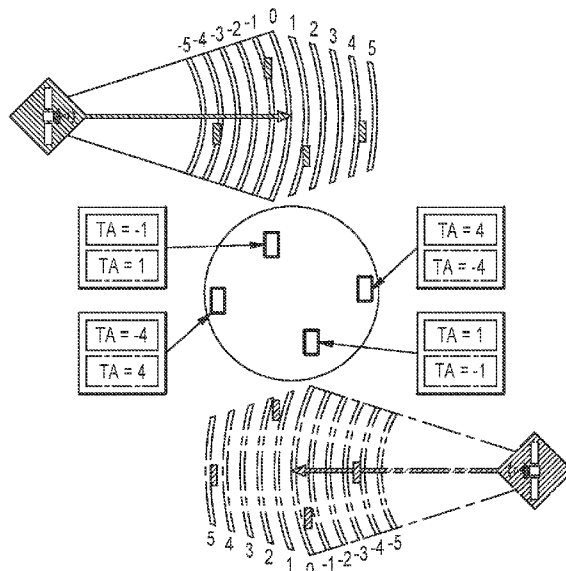 -5 -4 -3 -2 -1 0 1 2 3 4 5
TA = -1
TA = 1
TA = 4
TA = -4
TA = -4
TA = 4
TA = 1
TA = -1
5 4 3 2 1 0 -1 -2 -3 -4 -5